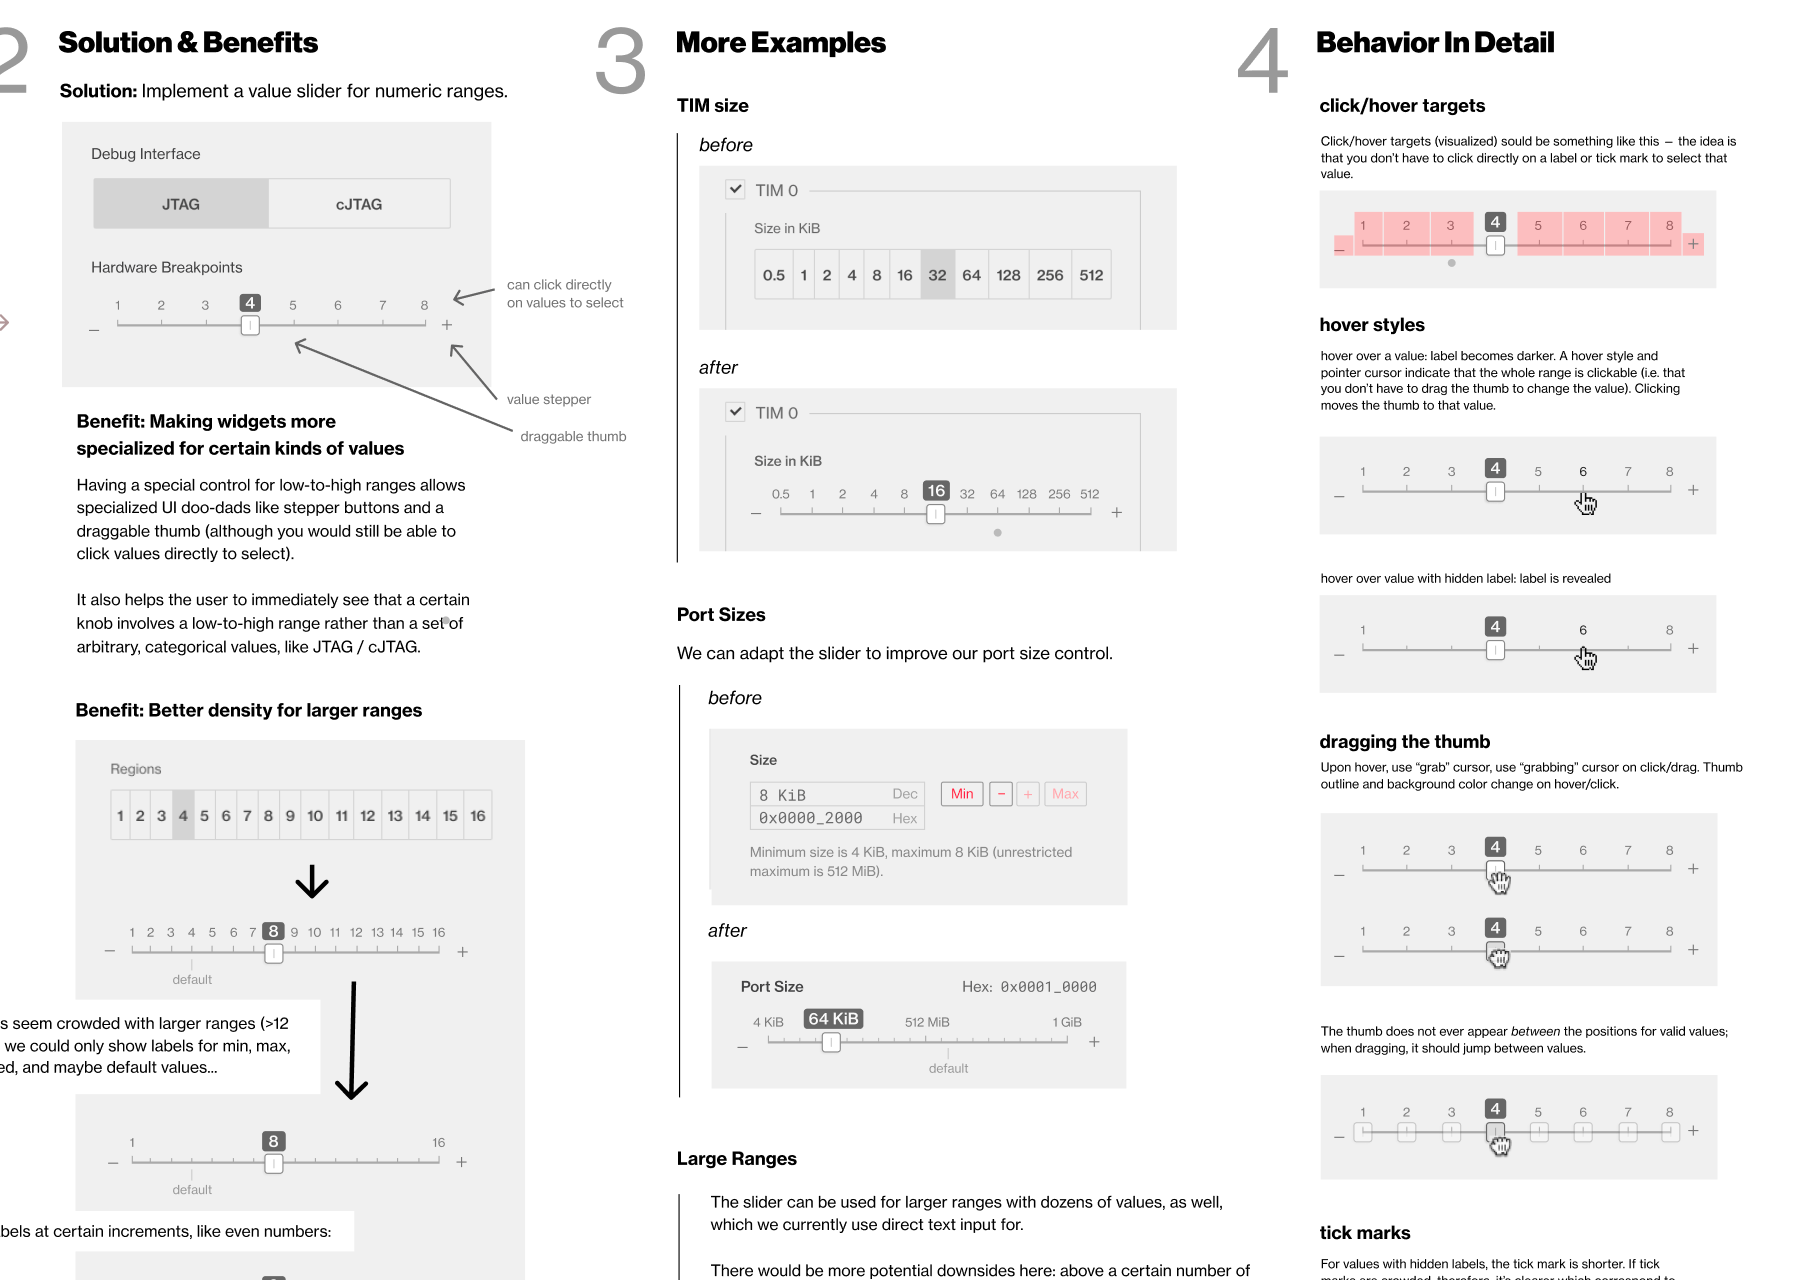 2
Solution & Benefits
Solution: Implement a value slider for numeric ranges.
Debug Interface
JTAG cJTAG
Hardware Breakpoints
1 2 3 4 5 6 7 8
– +
can click directly
on values to select
value stepper
draggable thumb
Benefit: Making widgets more
specialized for certain kinds of values
Having a special control for low-to-high ranges allows
specialized UI doo-dads like stepper buttons and a
draggable thumb (although you would still be able to
click values directly to select).
It also helps the user to immediately see that a certain
knob involves a low-to-high range rather than a set of
arbitrary, categorical values, like JTAG / cJTAG.
Benefit: Better density for larger ranges
Regions
1 2 3 4 5 6 7 8 9 10 11 12 13 14 15 16
1 2 3 4 5 6 7 8 9 10 11 12 13 14 15 16
– +
default
s seem crowded with larger ranges (>12
we could only show labels for min, max,
ed, and maybe default values...
1 8 16
– +
default
bels at certain increments, like even numbers:
3
More Examples
TIM size
before
TIM 0
Size in KiB
0.5 1 2 4 8 16 32 64 128 256 512
after
TIM 0
Size in KiB
0.5 1 2 4 8 16 32 64 128 256 512
– +
Port Sizes
We can adapt the slider to improve our port size control.
before
Size
8 KiB Dec Min – + Max
0x0000_2000 Hex
Minimum size is 4 KiB, maximum 8 KiB (unrestricted
maximum is 512 MiB).
after
Port Size Hex: 0x0001_0000
4 KiB 64 KiB 512 MiB 1 GiB
– +
default
Large Ranges
The slider can be used for larger ranges with dozens of values, as well,
which we currently use direct text input for.
There would be more potential downsides here: above a certain number of
4
Behavior In Detail
click/hover targets
Click/hover targets (visualized) sould be something like this – the idea is
that you don't have to click directly on a label or tick mark to select that
value.
1 2 3 4 5 6 7 8
– +
hover styles
hover over a value: label becomes darker. A hover style and
pointer cursor indicate that the whole range is clickable (i.e. that
you don't have to drag the thumb to change the value). Clicking
moves the thumb to that value.
1 2 3 4 5 6 7 8
– +
hover over value with hidden label: label is revealed
1 4 6 8
– +
dragging the thumb
Upon hover, use “grab” cursor, use “grabbing” cursor on click/drag. Thumb
outline and background color change on hover/click.
1 2 3 4 5 6 7 8
– +
1 2 3 4 5 6 7 8
– +
The thumb does not ever appear between the positions for valid values;
when dragging, it should jump between values.
1 2 3 4 5 6 7 8
– +
tick marks
For values with hidden labels, the tick mark is shorter. If tick
marks are crowded, therefore, it's clearer which correspond to